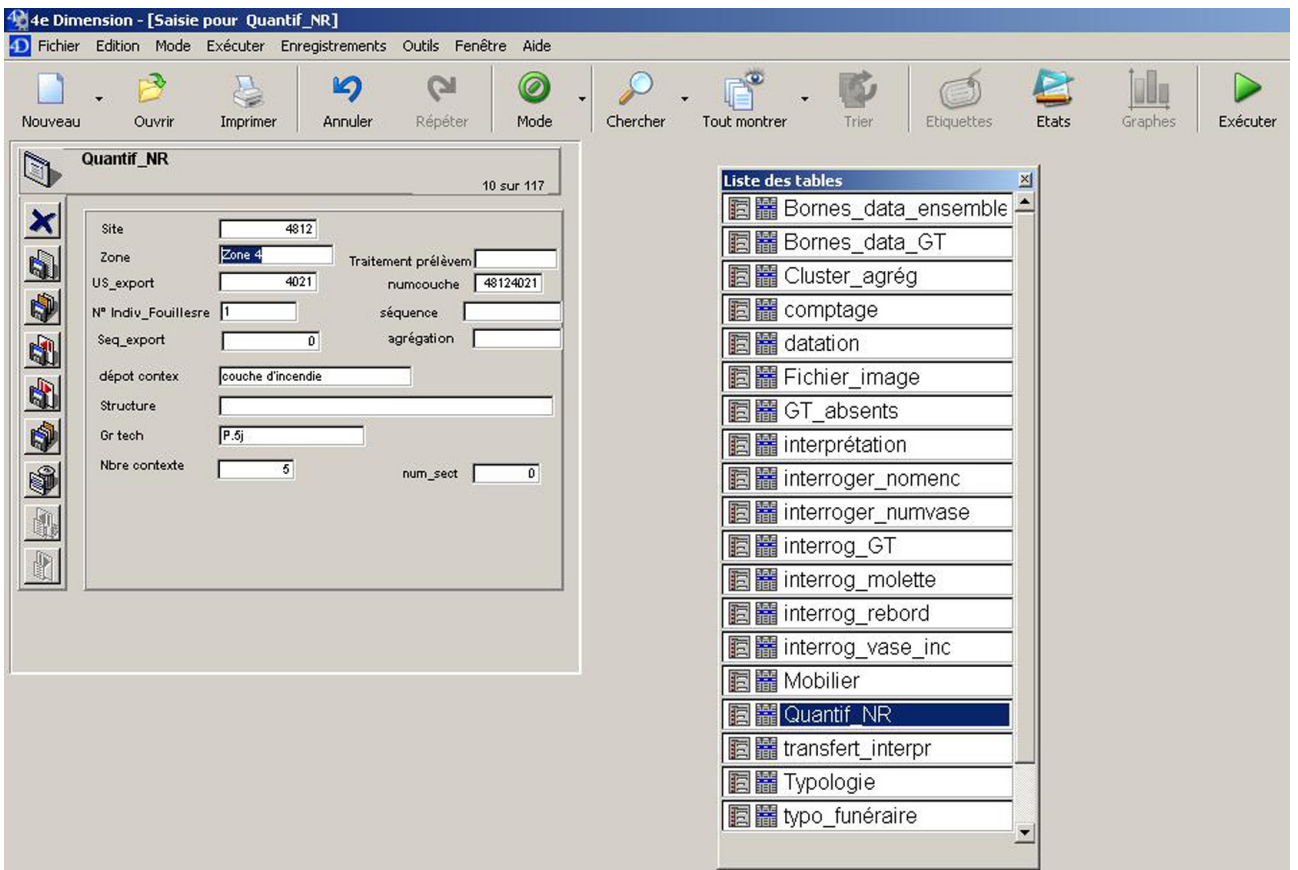 4e Dimension - [Saisie pour Quantif_NR]
Fichier Edition Mode Exécuter Enregistrements Outils Fenêtre Aide
Nouveau Ouvrir Imprimer Annuler Répéter Mode Chercher Tout montrer Trier Etiquettes Etats Graphes Exécuter
Quantif_NR
10 sur 117
Site 4812
Zone Zone 4 Traitement prélèvem
US_export 4021 numcouche 48124021
N° Indiv_Fouillesre 1 séquence
Seq_export 0 agrégation
dépot contex couche d'incendie
Structure
Gr tech P.5j
Nbre contexte 5 num_sect 0
Liste des tables
Bornes_data_ensemble
Bornes_data_GT
Cluster_agrég
comptage
datation
Fichier_image
GT_absents
interprétation
interroger_nomenc
interroger_numvase
interrog_GT
interrog_molette
interrog_rebord
interrog_vase_inc
Mobilier
Quantif_NR
transfert_interpr
Typologie
typo_funéraire